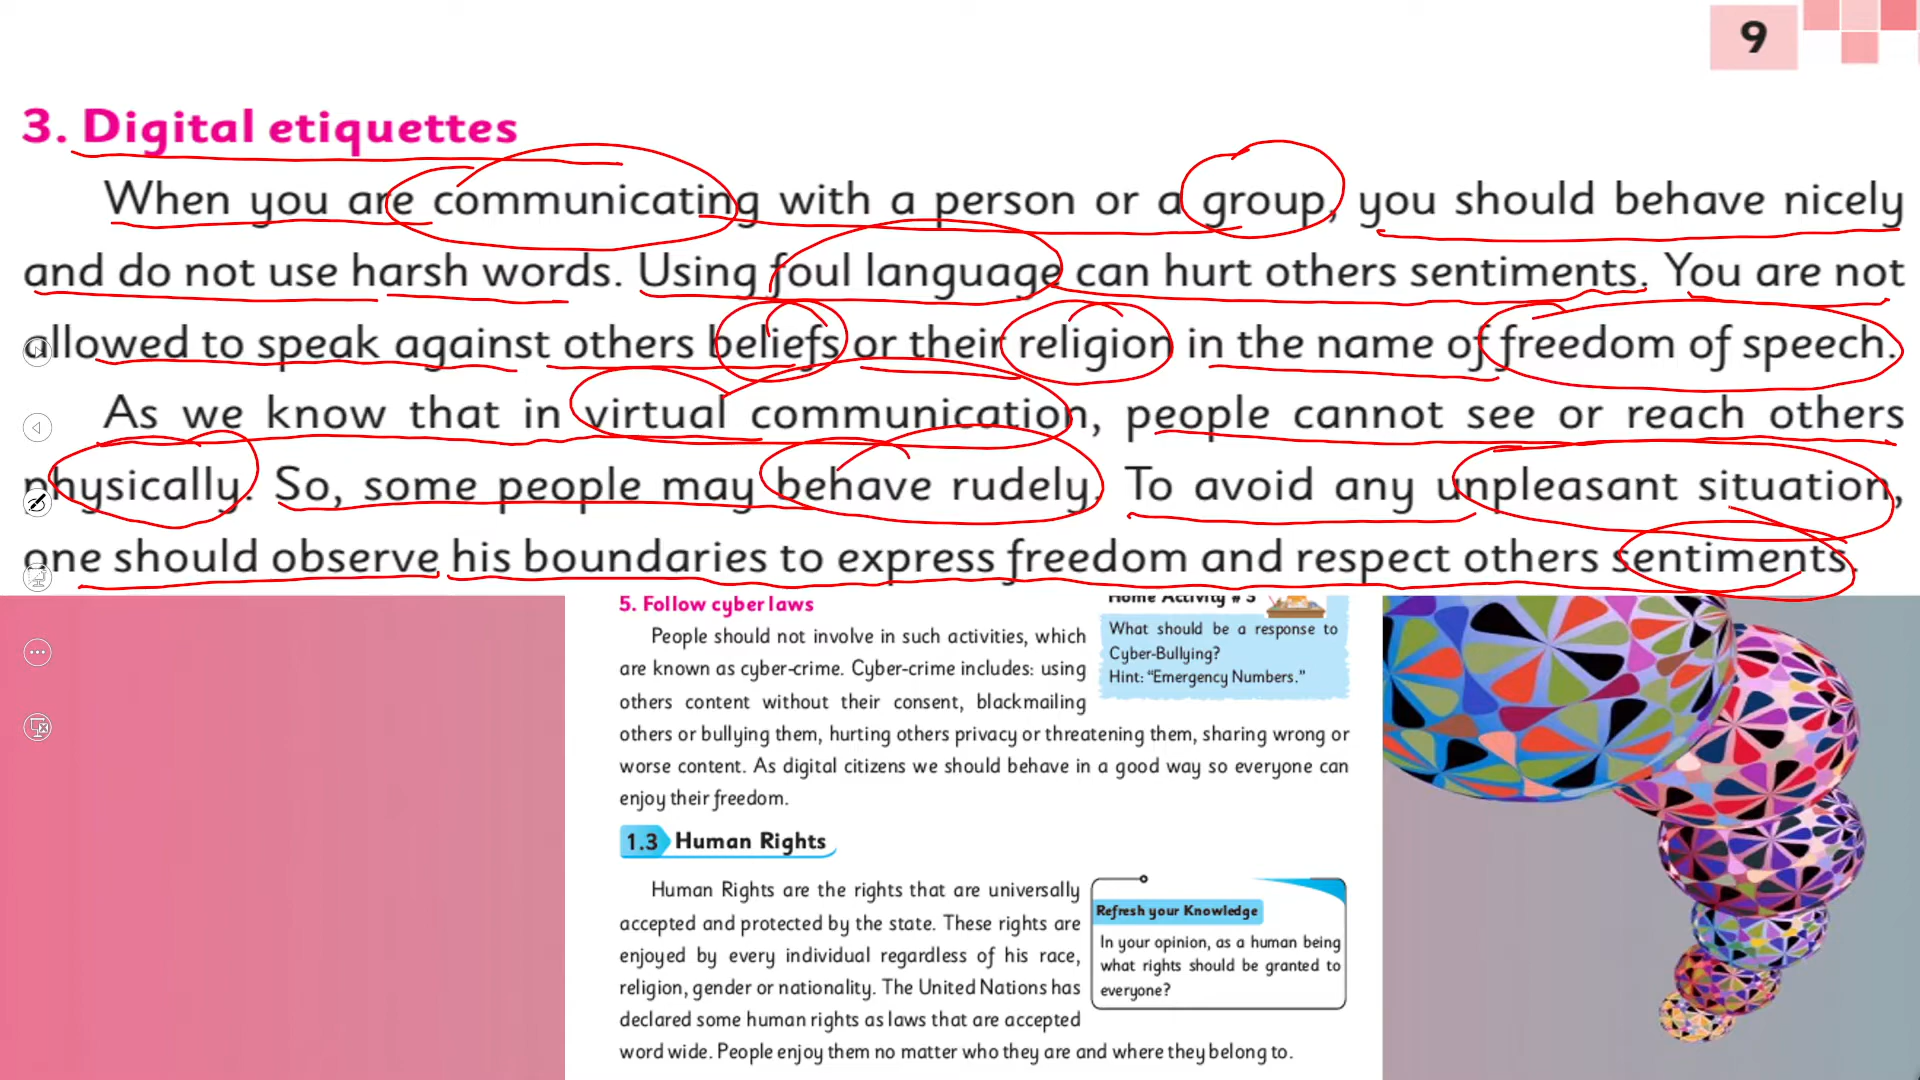 9
3. Digital etiquettes
When you are communicating with a person or a group, you should behave nicely
and do not use harsh words. Using foul language can hurt others sentiments. You are not
allowed to speak against others beliefs or their religion in the name of freedom of speech.
As we know that in virtual communication, people cannot see or reach others
physically. So, some people may behave rudely. To avoid any unpleasant situation,
one should observe his boundaries to express freedom and respect others sentiments.
5. Follow cyber laws
People should not involve in such activities, which
are known as cyber-crime. Cyber-crime includes: using
others content without their consent, blackmailing
others or bullying them, hurting others privacy or threatening them, sharing wrong or
worse content. As digital citizens we should behave in a good way so everyone can
enjoy their freedom.
Home Activity # 3
What should be a response to
Cyber-Bullying?
Hint: “Emergency Numbers.”
1.3 Human Rights
Human Rights are the rights that are universally
accepted and protected by the state. These rights are
enjoyed by every individual regardless of his race,
religion, gender or nationality. The United Nations has
declared some human rights as laws that are accepted
word wide. People enjoy them no matter who they are and where they belong to.
Refresh your Knowledge
In your opinion, as a human being
what rights should be granted to
everyone?